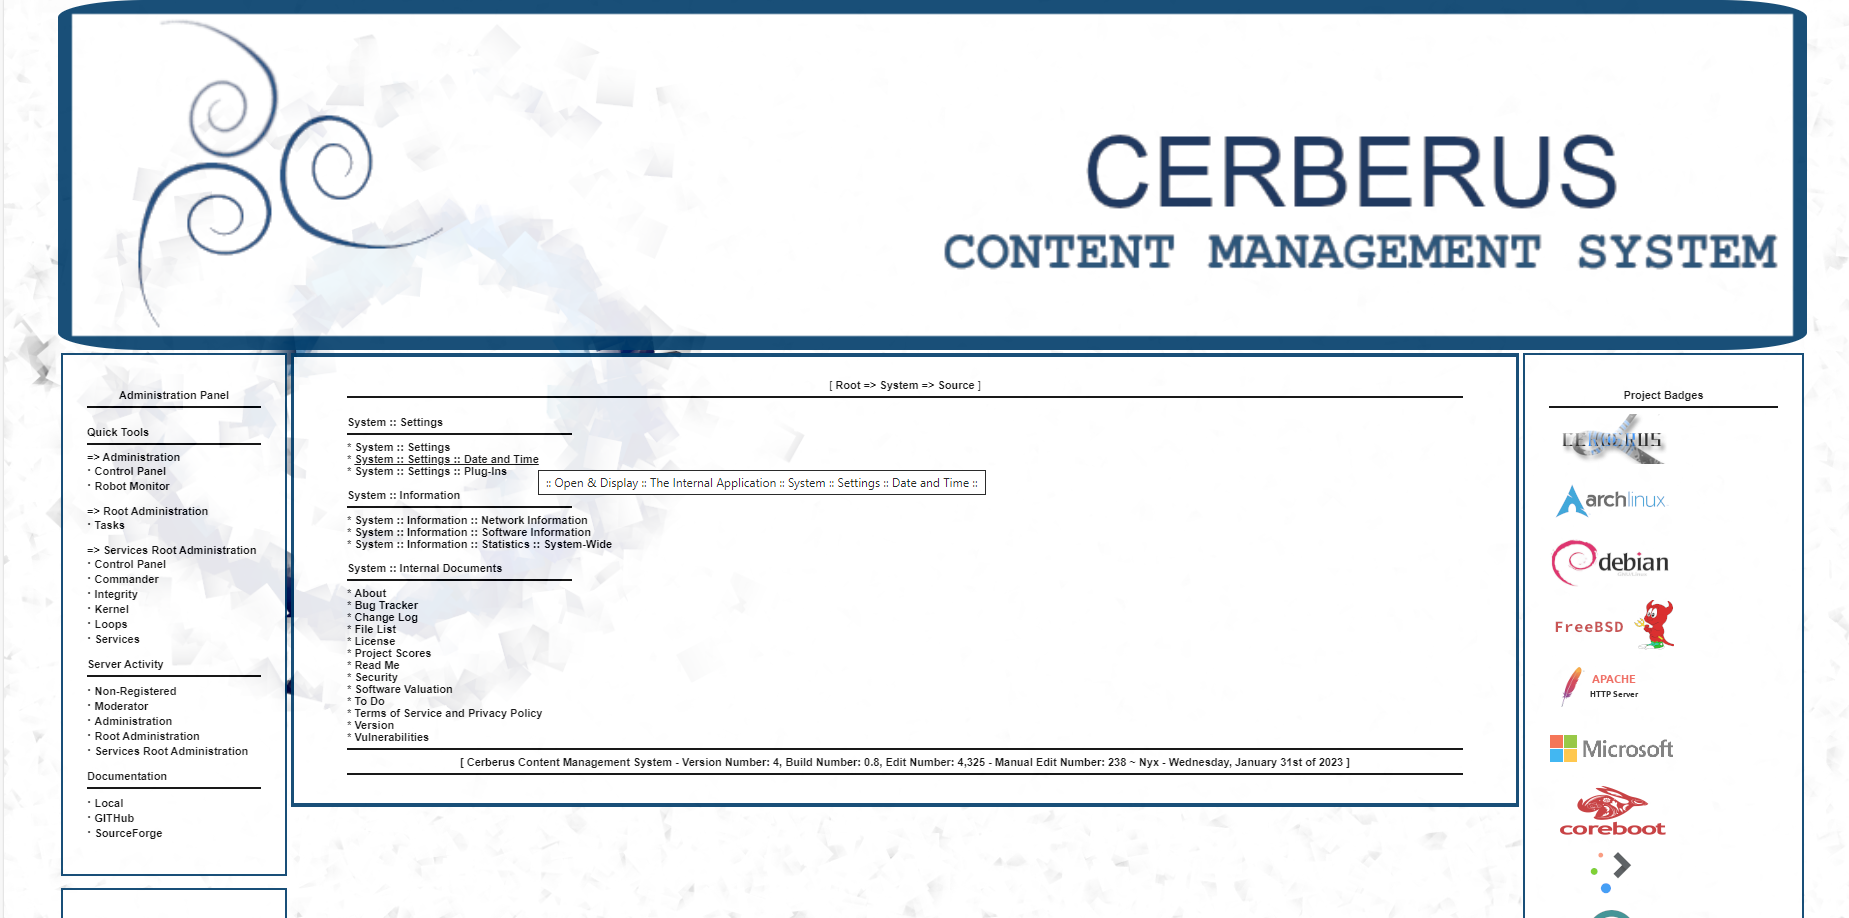 CERBERUS
CONTENT MANAGEMENT SYSTEM
Administration Panel
Quick Tools
=> Administration
· Control Panel
· Robot Monitor
=> Root Administration
· Tasks
=> Services Root Administration
· Control Panel
· Commander
· Integrity
· Kernel
· Loops
· Services
Server Activity
· Non-Registered
· Moderator
· Administration
· Root Administration
· Services Root Administration
Documentation
· Local
· GITHub
· SourceForge
[ Root => System => Source ]
System :: Settings
* System :: Settings
* System :: Settings :: Date and Time
* System :: Settings :: Plug-Ins
:: Open & Display :: The Internal Application :: System :: Settings :: Date and Time ::
System :: Information
* System :: Information :: Network Information
* System :: Information :: Software Information
* System :: Information :: Statistics :: System-Wide
System :: Internal Documents
* About
* Bug Tracker
* Change Log
* File List
* License
* Project Scores
* Read Me
* Security
* Software Valuation
* To Do
* Terms of Service and Privacy Policy
* Version
* Vulnerabilities
[ Cerberus Content Management System - Version Number: 4, Build Number: 0.8, Edit Number: 4,325 - Manual Edit Number: 238 ~ Nyx - Wednesday, January 31st of 2023 ]
Project Badges
CERBERUS
archlinux
debian
FreeBSD
APACHE
HTTP Server
Microsoft
coreboot